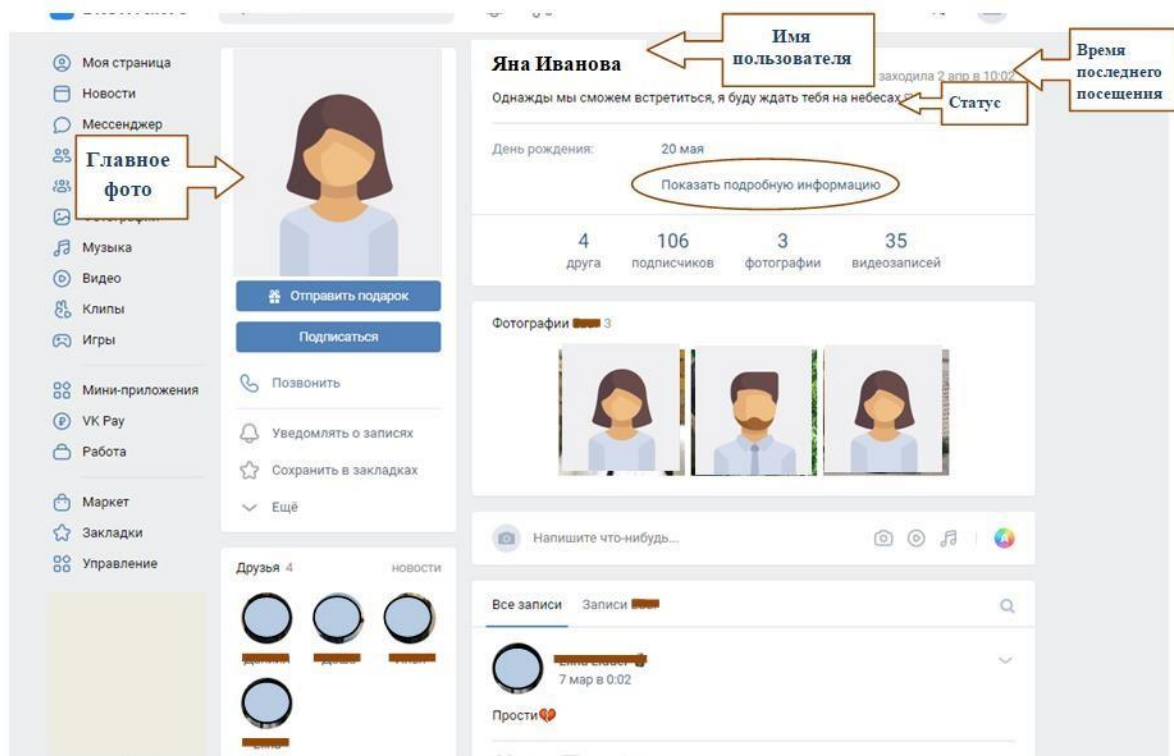 Имя
пользователя
Время
последнего
посещения
Яна Иванова
заходила 2 апр в 10:02
Однажды мы сможем встретиться, я буду ждать тебя на небесах
Статус
Моя страница
Новости
Мессенджер
Главное
фото
Музыка
Видео
Клипы
Игры
Мини-приложения
VK Pay
Работа
Маркет
Закладки
Управление
День рождения: 20 мая
Показать подробную информацию
4 106 3 35
друга подписчиков фотографии видеозаписей
Отправить подарок
Подписаться
Позвонить
Уведомлять о записях
Сохранить в закладках
Ещё
Фотографии 3
Напишите что-нибудь...
Друзья 4 новости
Все записи Записи
7 мар в 0:02
Прости💔